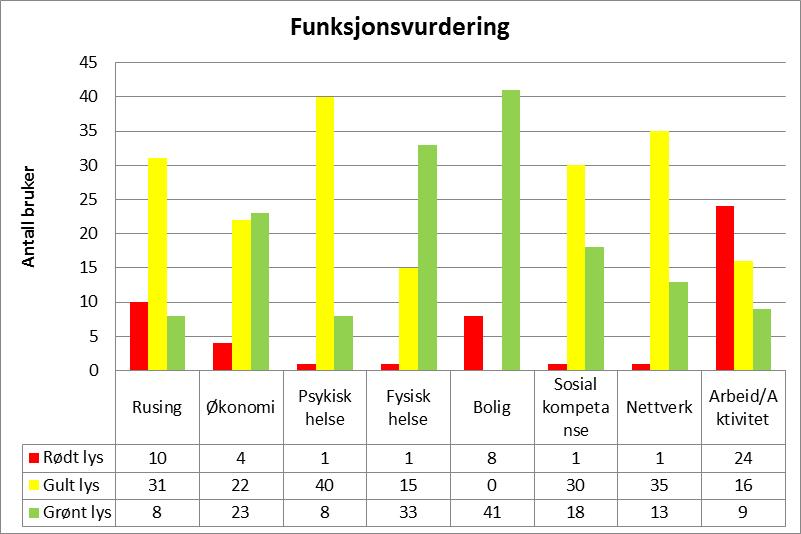 Funksjonsvurdering
Antall bruker
45
40
35
30
25
20
15
10
5
0
Rusing Økonomi Psykisk helse Fysisk helse Bolig Sosial kompeta nse Nettverk Arbeid/A ktivitet
Rødt lys 10 4 1 1 8 1 1 24
Gult lys 31 22 40 15 0 30 35 16
Grønt lys 8 23 8 33 41 18 13 9